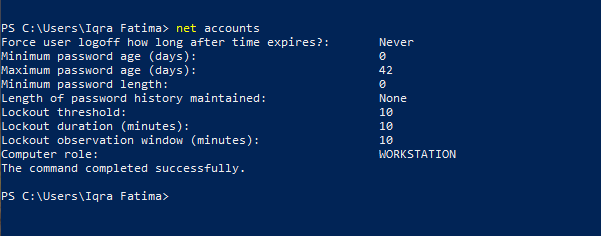 PS C:\Users\Iqra Fatima> net accounts
Force user logoff how long after time expires?: Never
Minimum password age (days): 0
Maximum password age (days): 42
Minimum password length: 0
Length of password history maintained: None
Lockout threshold: 10
Lockout duration (minutes): 10
Lockout observation window (minutes): 10
Computer role: WORKSTATION
The command completed successfully.
PS C:\Users\Iqra Fatima>